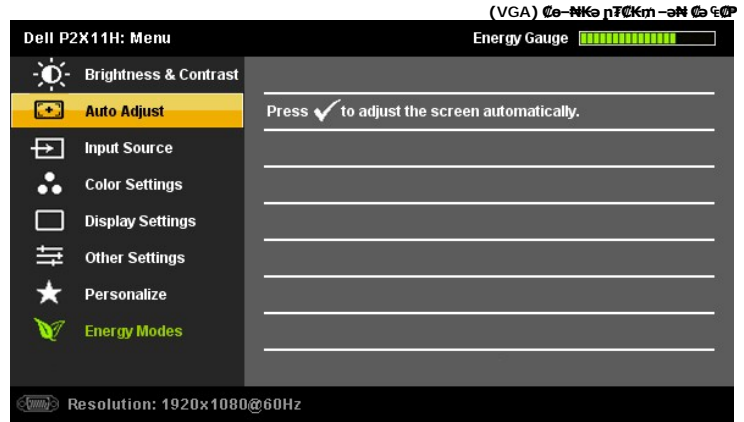 (VGA)
Dell P2X11H: Menu
Energy Gauge
Brightness & Contrast
Auto Adjust
Press ✓ to adjust the screen automatically.
Input Source
Color Settings
Display Settings
Other Settings
Personalize
Energy Modes
Resolution: 1920x1080@60Hz